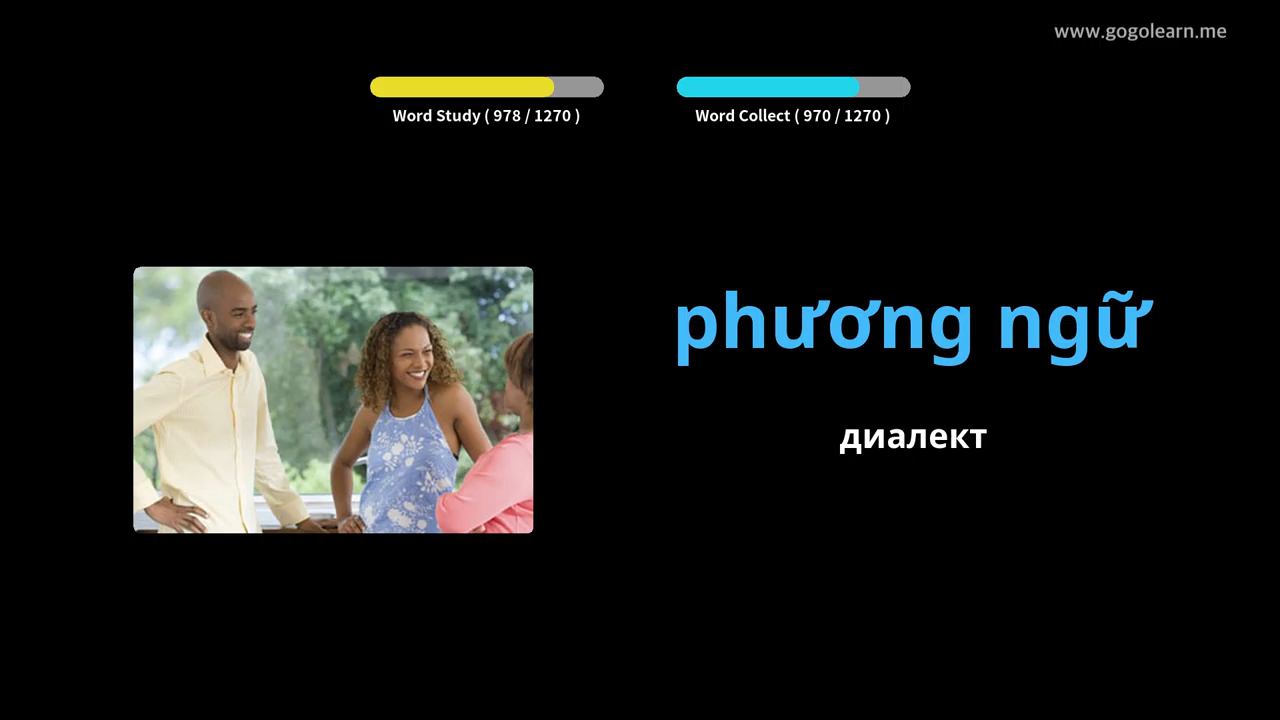 www.gogolearn.me
Word Study ( 978 / 1270 )
Word Collect ( 970 / 1270 )
phương ngữ
диалект